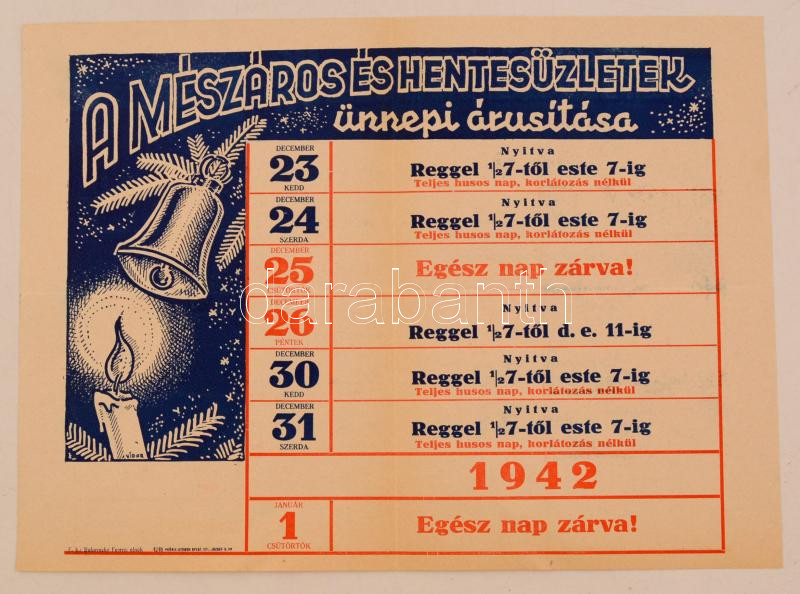 A MÉSZÁROS ÉS HENTESÜZLETEK
ünnepi árusítása
DECEMBER
23
KEDD
Nyitva
Reggel ½7-től este 7-ig
Teljes husos nap, korlátozás nélkül
DECEMBER
24
SZERDA
Nyitva
Reggel ½7-től este 7-ig
Teljes husos nap, korlátozás nélkül
DECEMBER
25
CSÜTÖRTÖK
Egész nap zárva!
DECEMBER
26
PÉNTEK
Nyitva
Reggel ½7-től d. e. 11-ig
DECEMBER
30
KEDD
Nyitva
Reggel ½7-től este 7-ig
Teljes husos nap, korlátozás nélkül
DECEMBER
31
SZERDA
Nyitva
Reggel ½7-től este 7-ig
Teljes husos nap, korlátozás nélkül
1942
JANUÁR
1
CSÜTÖRTÖK
Egész nap zárva!
darabanth